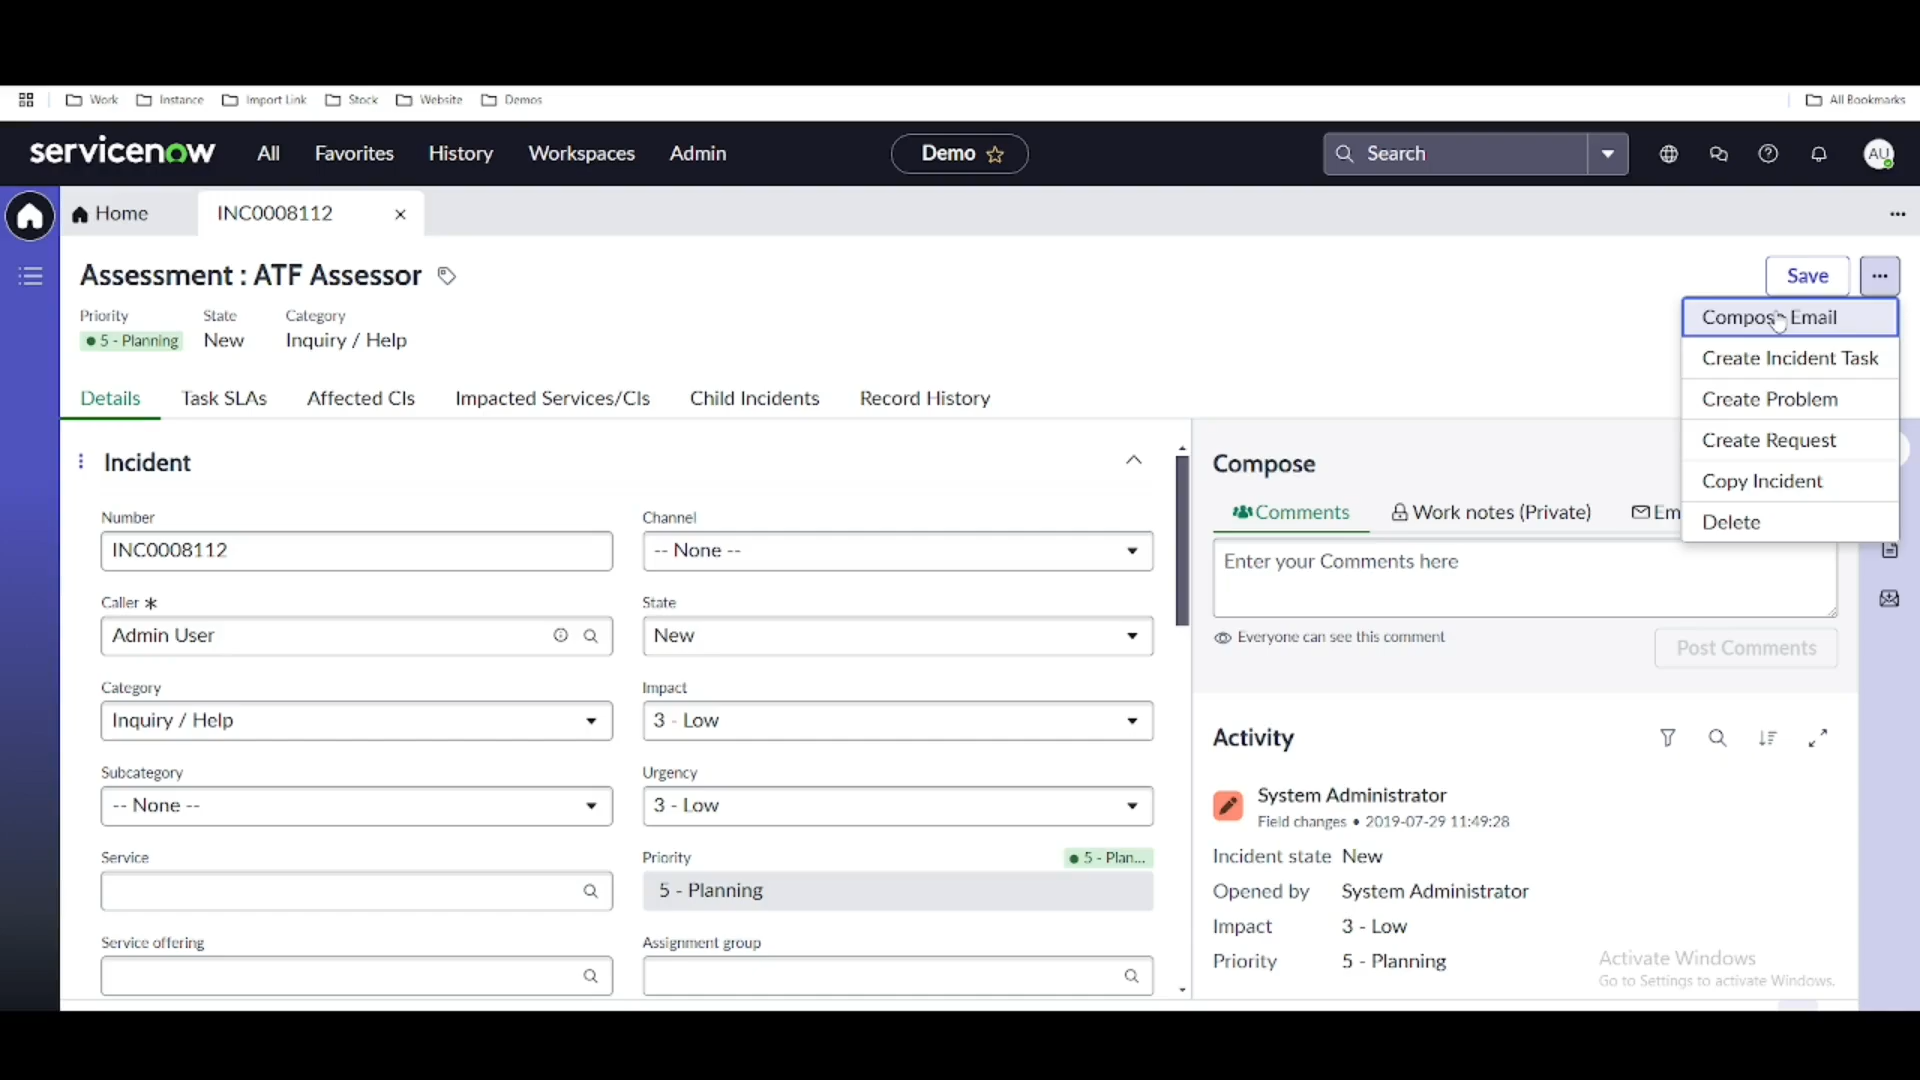 Work Instance Import Link Stock Website Demos All Bookmarks
servicenow All Favorites History Workspaces Admin Demo Search AU
Home INC0008112
Assessment : ATF Assessor Save
Priority State Category
5 - Planning New Inquiry / Help
Compose Email
Create Incident Task
Create Problem
Create Request
Copy Incident
Delete
Details Task SLAs Affected CIs Impacted Services/CIs Child Incidents Record History
Incident
Number Channel
INC0008112 -- None --
Caller * State
Admin User New
Category Impact
Inquiry / Help 3 - Low
Subcategory Urgency
-- None -- 3 - Low
Service Priority 5 - Plan...
5 - Planning
Service offering Assignment group
Compose
Comments Work notes (Private) Em
Enter your Comments here
Everyone can see this comment
Post Comments
Activity
System Administrator
Field changes • 2019-07-29 11:49:28
Incident state New
Opened by System Administrator
Impact 3 - Low
Priority 5 - Planning
Activate Windows
Go to Settings to activate Windows.